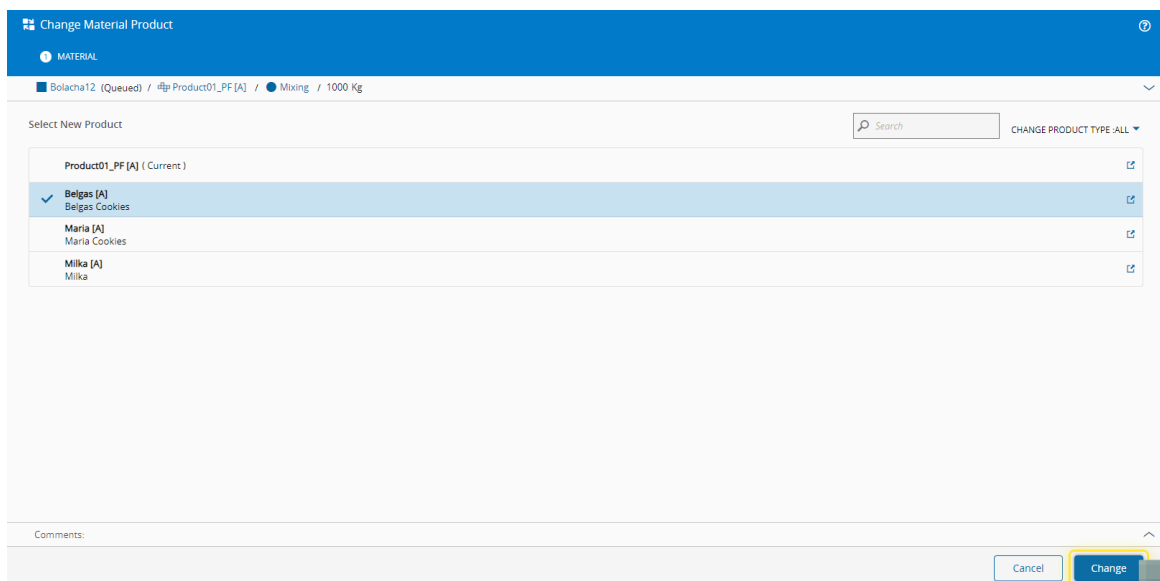 Change Material Product
1 MATERIAL
Bolacha12 (Queued) / Product01_PF [A] / Mixing / 1000 Kg
Select New Product
Search
CHANGE PRODUCT TYPE :ALL
Product01_PF [A] ( Current )
Belgas [A]
Belgas Cookies
Maria [A]
Maria Cookies
Milka [A]
Milka
Comments:
Cancel
Change